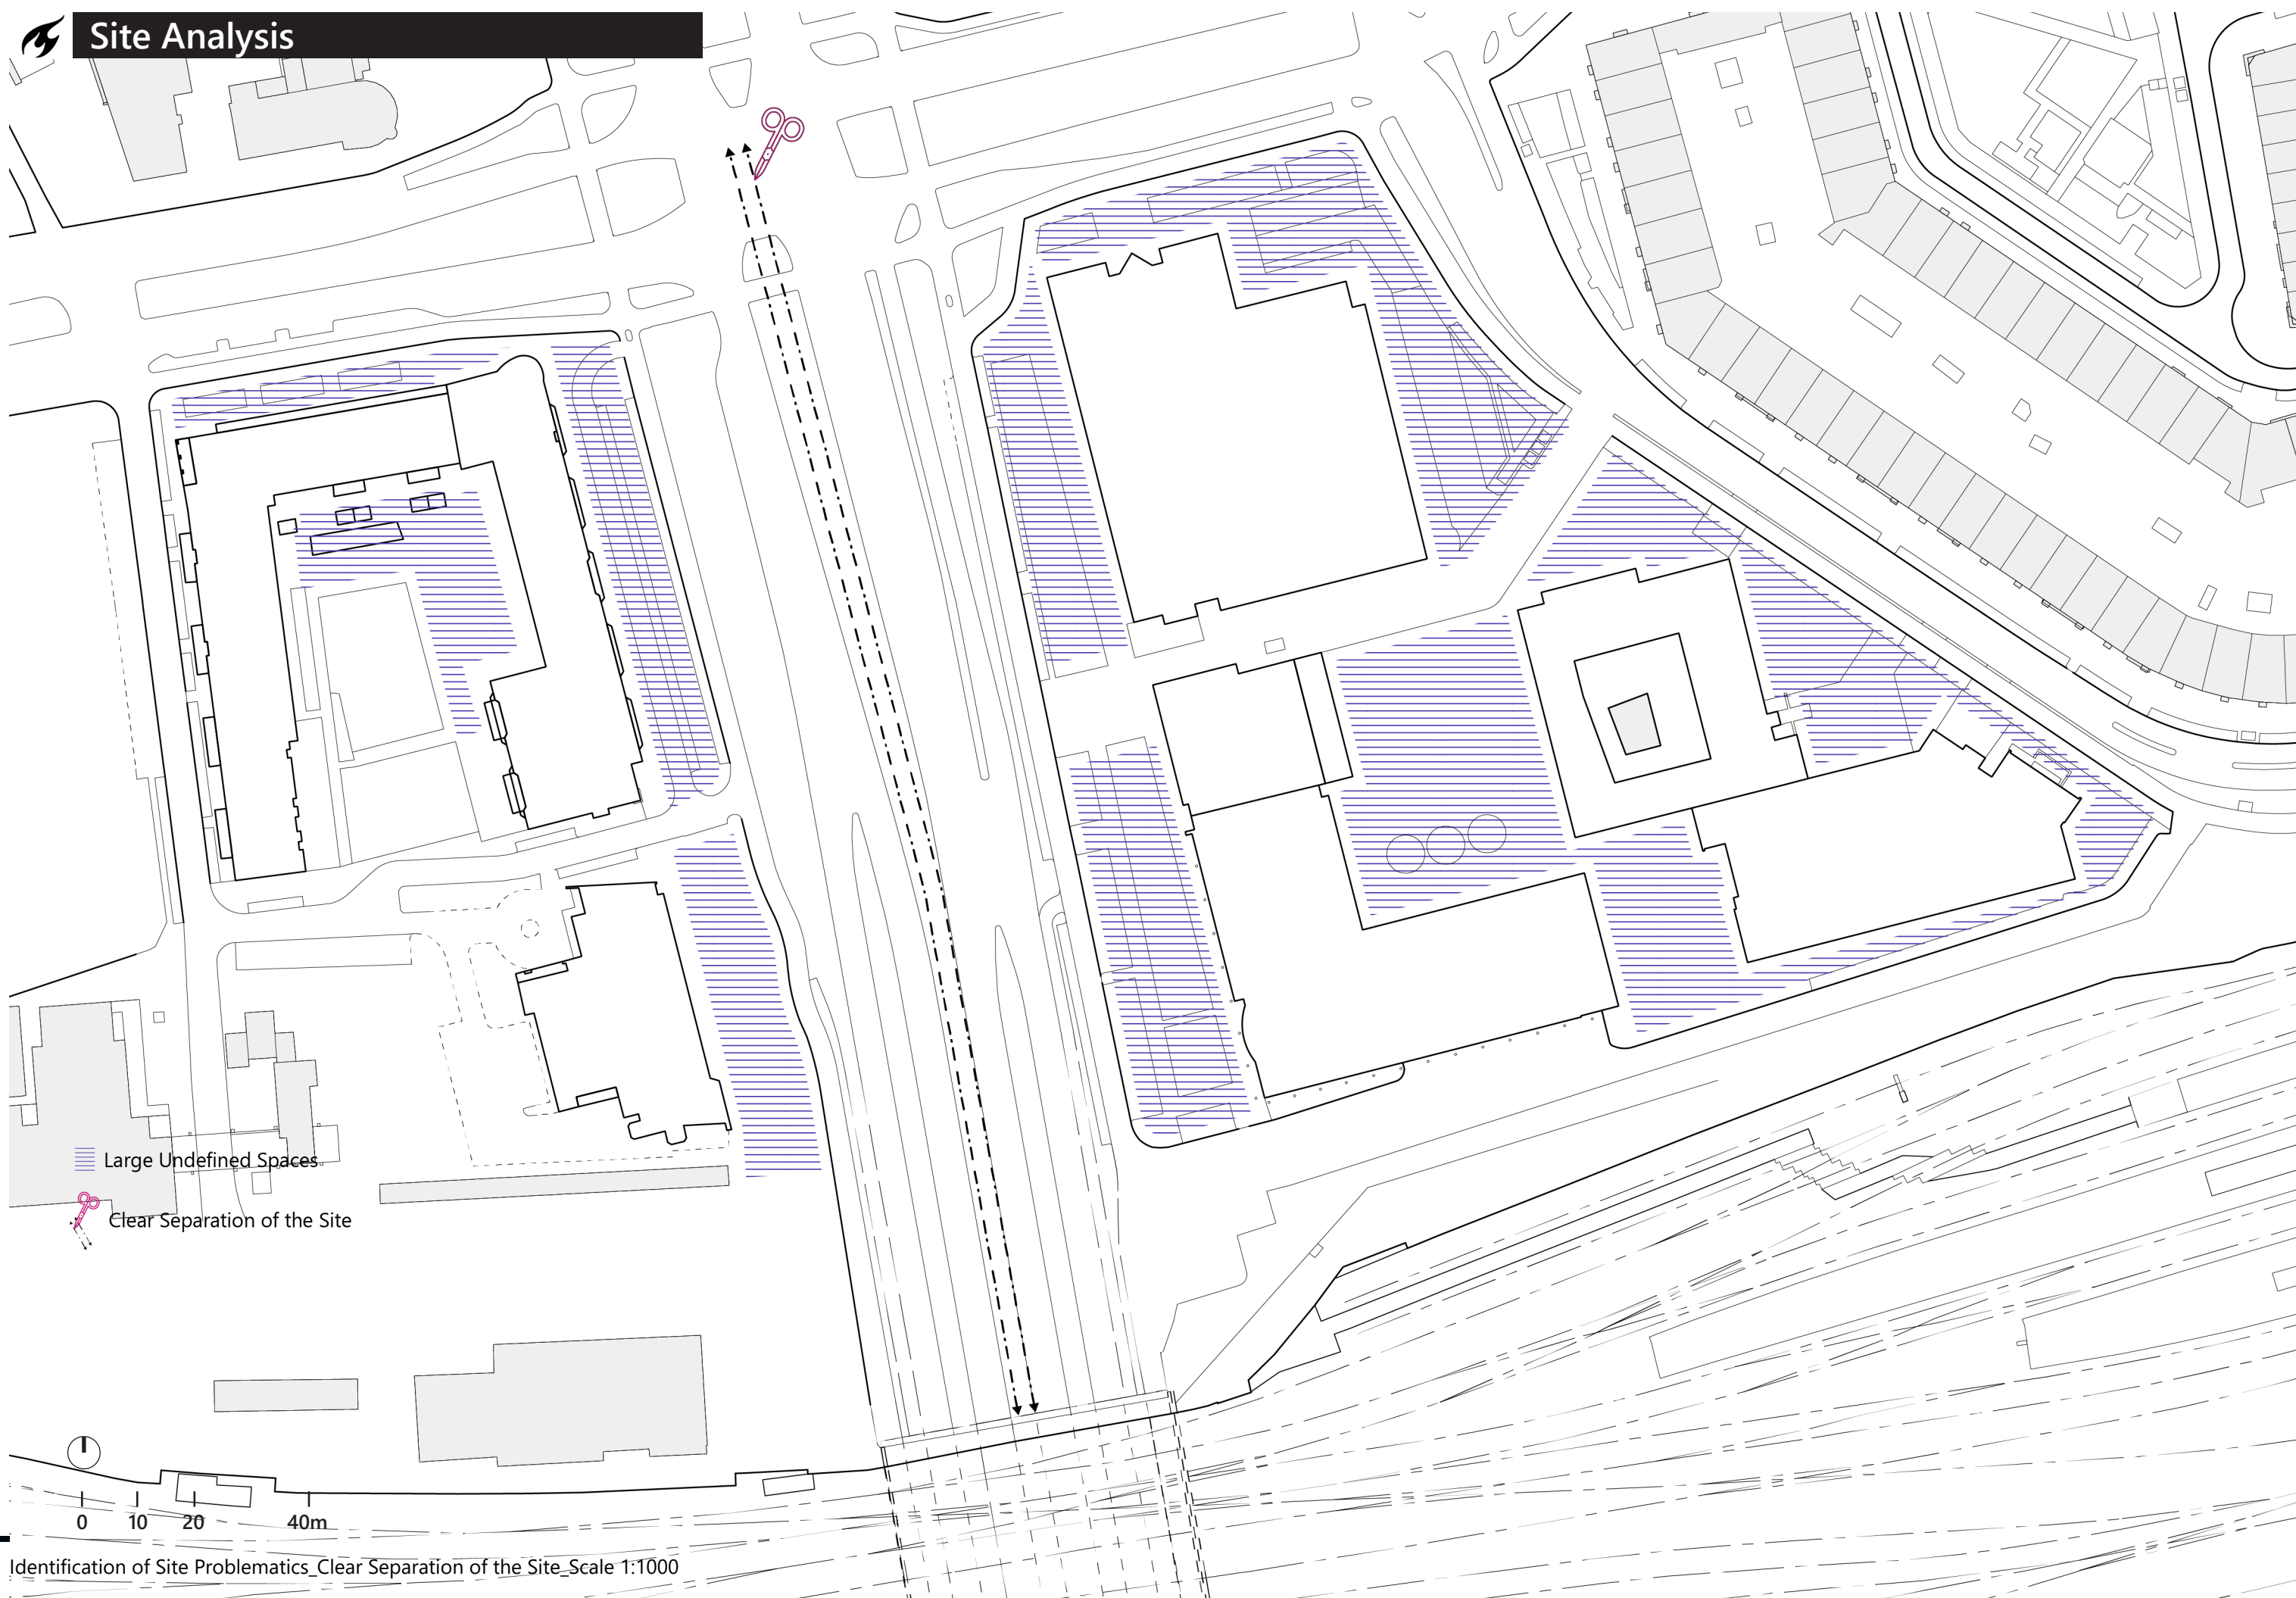 Site Analysis
Large Undefined Spaces
Clear Separation of the Site
0 10 20 40m
Identification of Site Problematics_Clear Separation of the Site_Scale 1:1000